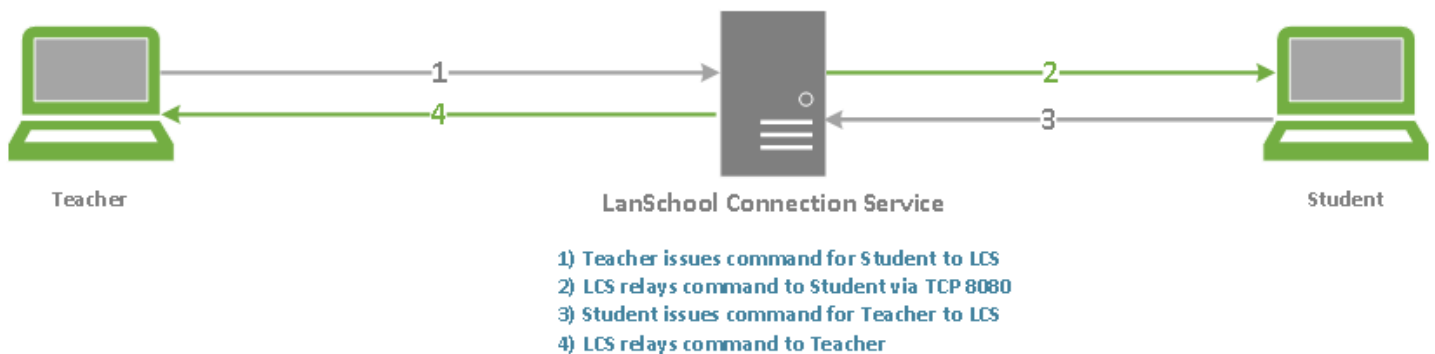 1
2
4
3
Teacher
LanSchool Connection Service
Student
1) Teacher issues command for Student to LCS
2) LCS relays command to Student via TCP 8080
3) Student issues command for Teacher to LCS
4) LCS relays command to Teacher